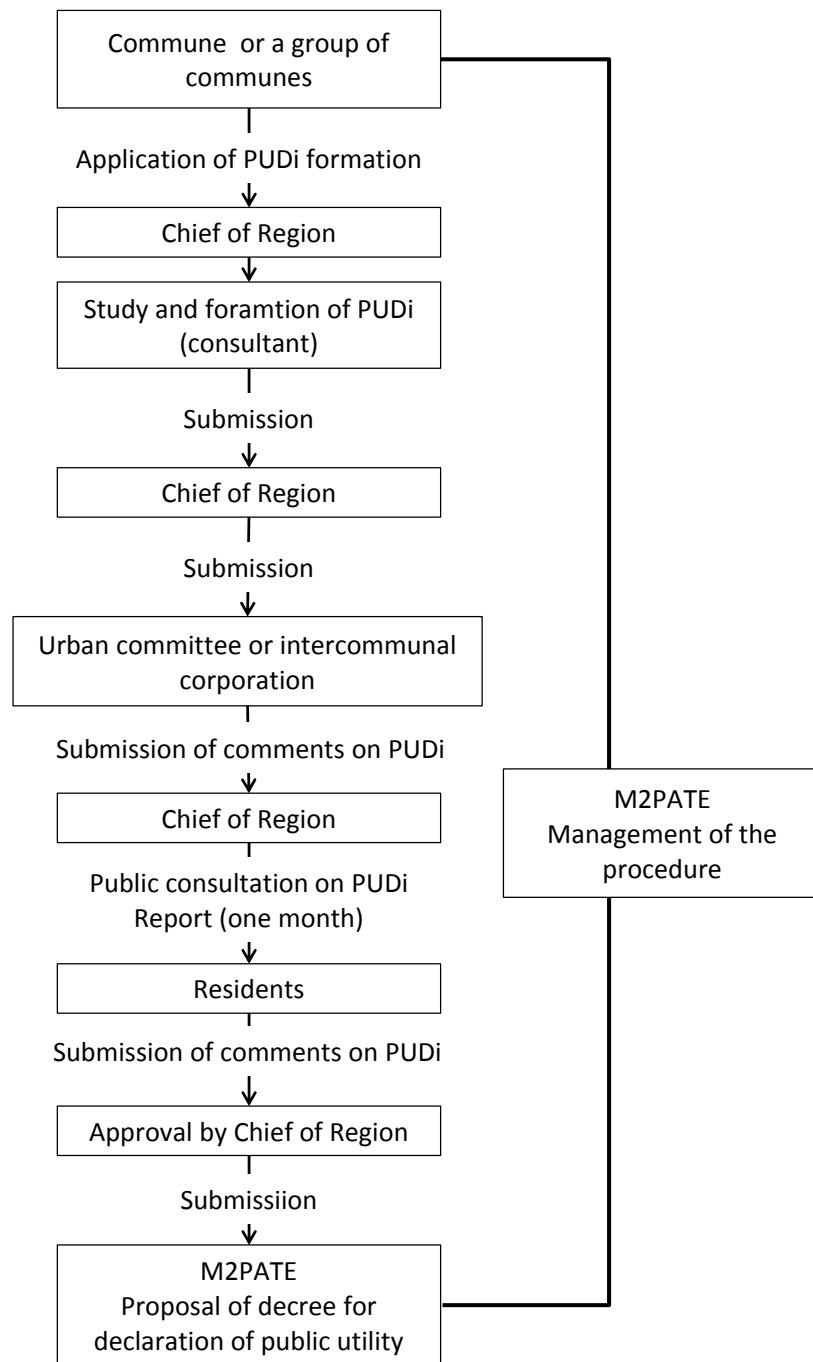 Commune  or a group of
communes
Application of PUDi formation
Chief of Region
Study and foramtion of PUDi
(consultant)
Submission
Chief of Region
Submission
Urban committee or intercommunal
corporation
Submission of comments on PUDi
Chief of Region
Public consultation on PUDi
Report (one month)
Residents
Submission of comments on PUDi
Approval by Chief of Region
Submissiion
M2PATE
Proposal of decree for
declaration of public utility
M2PATE
Management of the
procedure